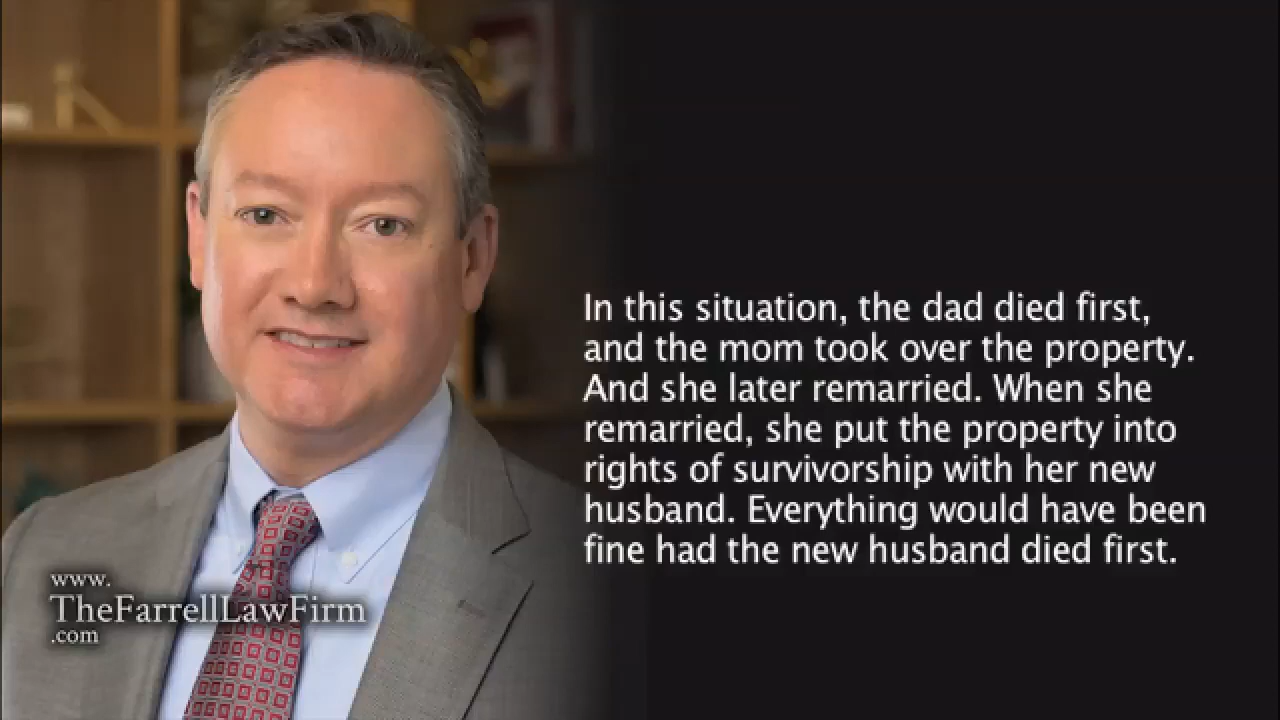 In this situation, the dad died first,
and the mom took over the property.
And she later remarried. When she
remarried, she put the property into
rights of survivorship with her new
husband. Everything would have been
fine had the new husband died first.
www.
TheFarrellLawFirm
.com